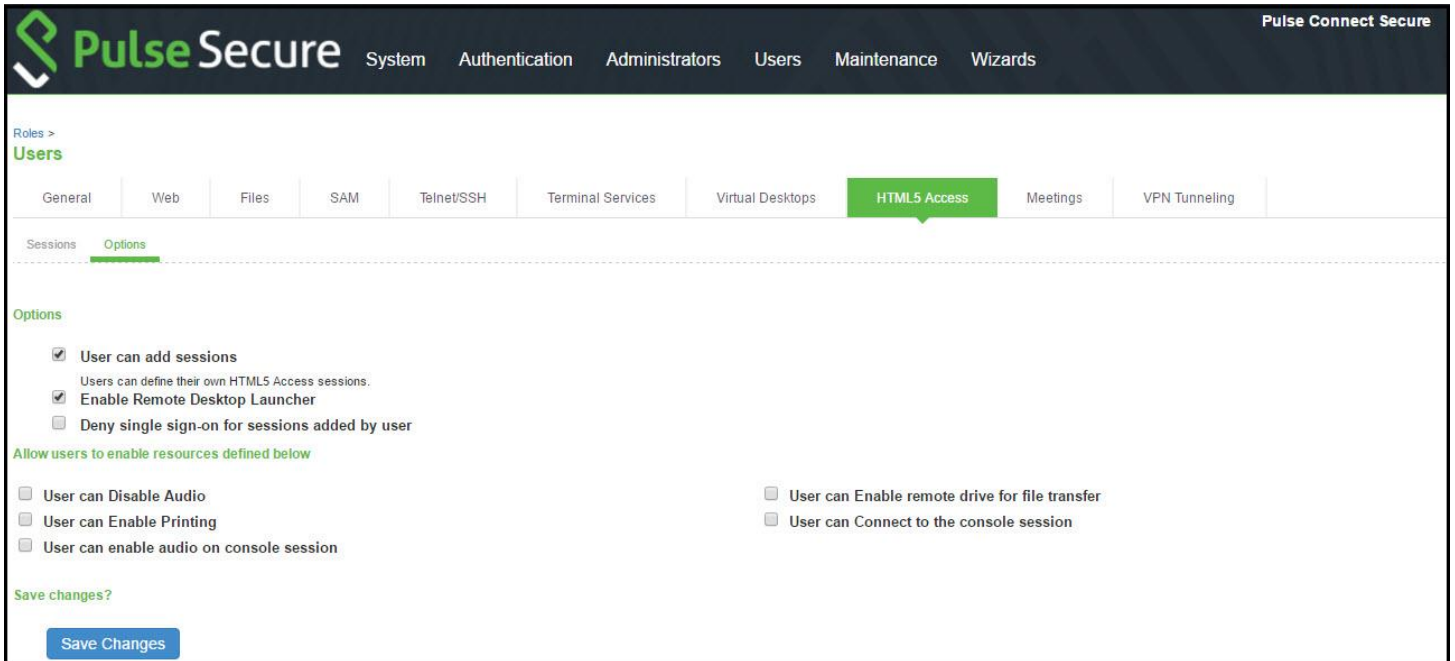 Pulse Connect Secure
Pulse Secure System Authentication Administrators Users Maintenance Wizards
Roles >
Users
General Web Files SAM Telnet/SSH Terminal Services Virtual Desktops HTML5 Access Meetings VPN Tunneling
Sessions Options
Options
User can add sessions
Users can define their own HTML5 Access sessions.
Enable Remote Desktop Launcher
Deny single sign-on for sessions added by user
Allow users to enable resources defined below
User can Disable Audio User can Enable remote drive for file transfer
User can Enable Printing User can Connect to the console session
User can enable audio on console session
Save changes?
Save Changes